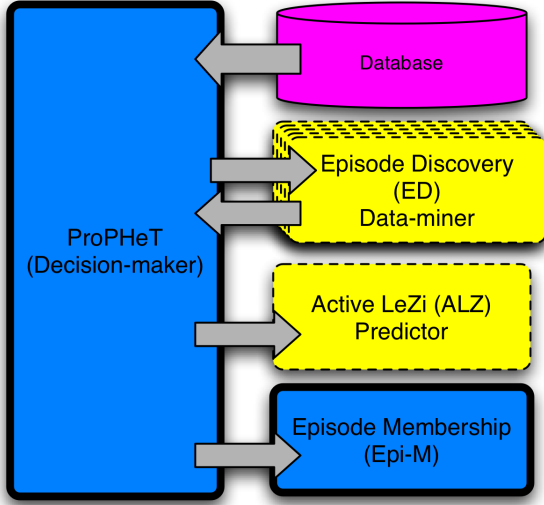 Database
Episode Discovery
(ED)
Data-miner
ProPHeT
(Decision-maker)
Active LeZi (ALZ)
Predictor
Episode Membership
(Epi-M)